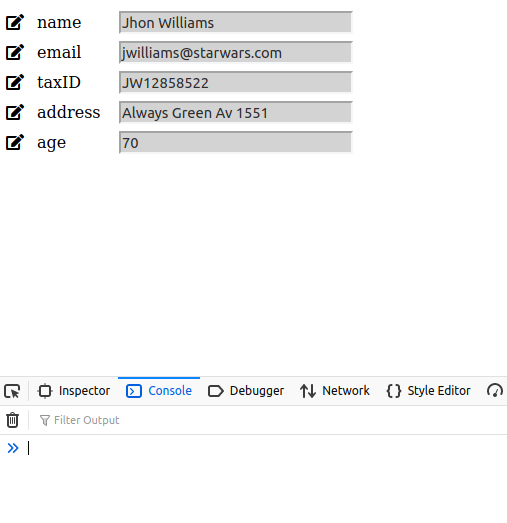 name Jhon Williams
email jwilliams@starwars.com
taxID JW12858522
address Always Green Av 1551
age 70
Inspector Console Debugger Network Style Editor
Filter Output